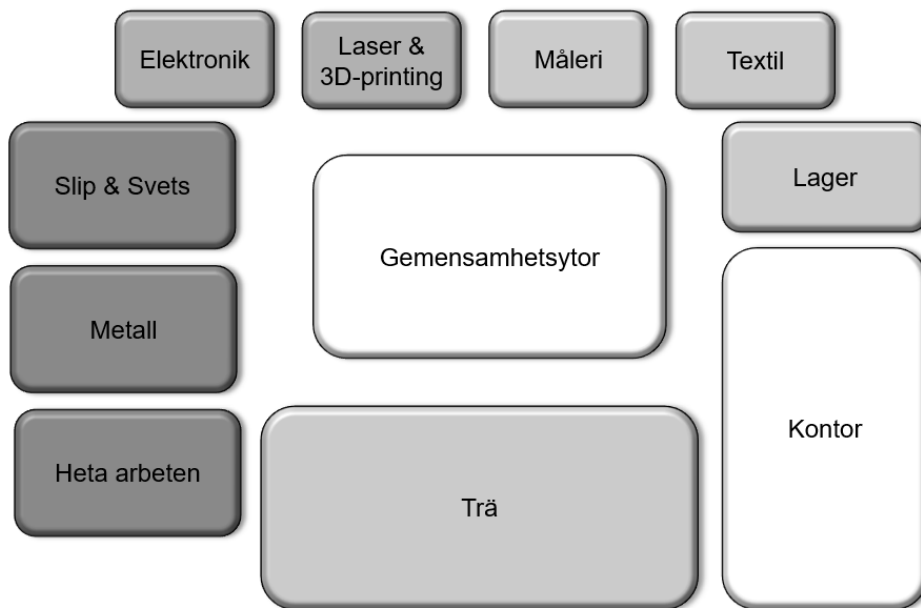 Elektronik
Laser &
3D-printing
Måleri
Textil
Slip & Svets
Lager
Gemensamhetsytor
Metall
Kontor
Heta arbeten
Trä